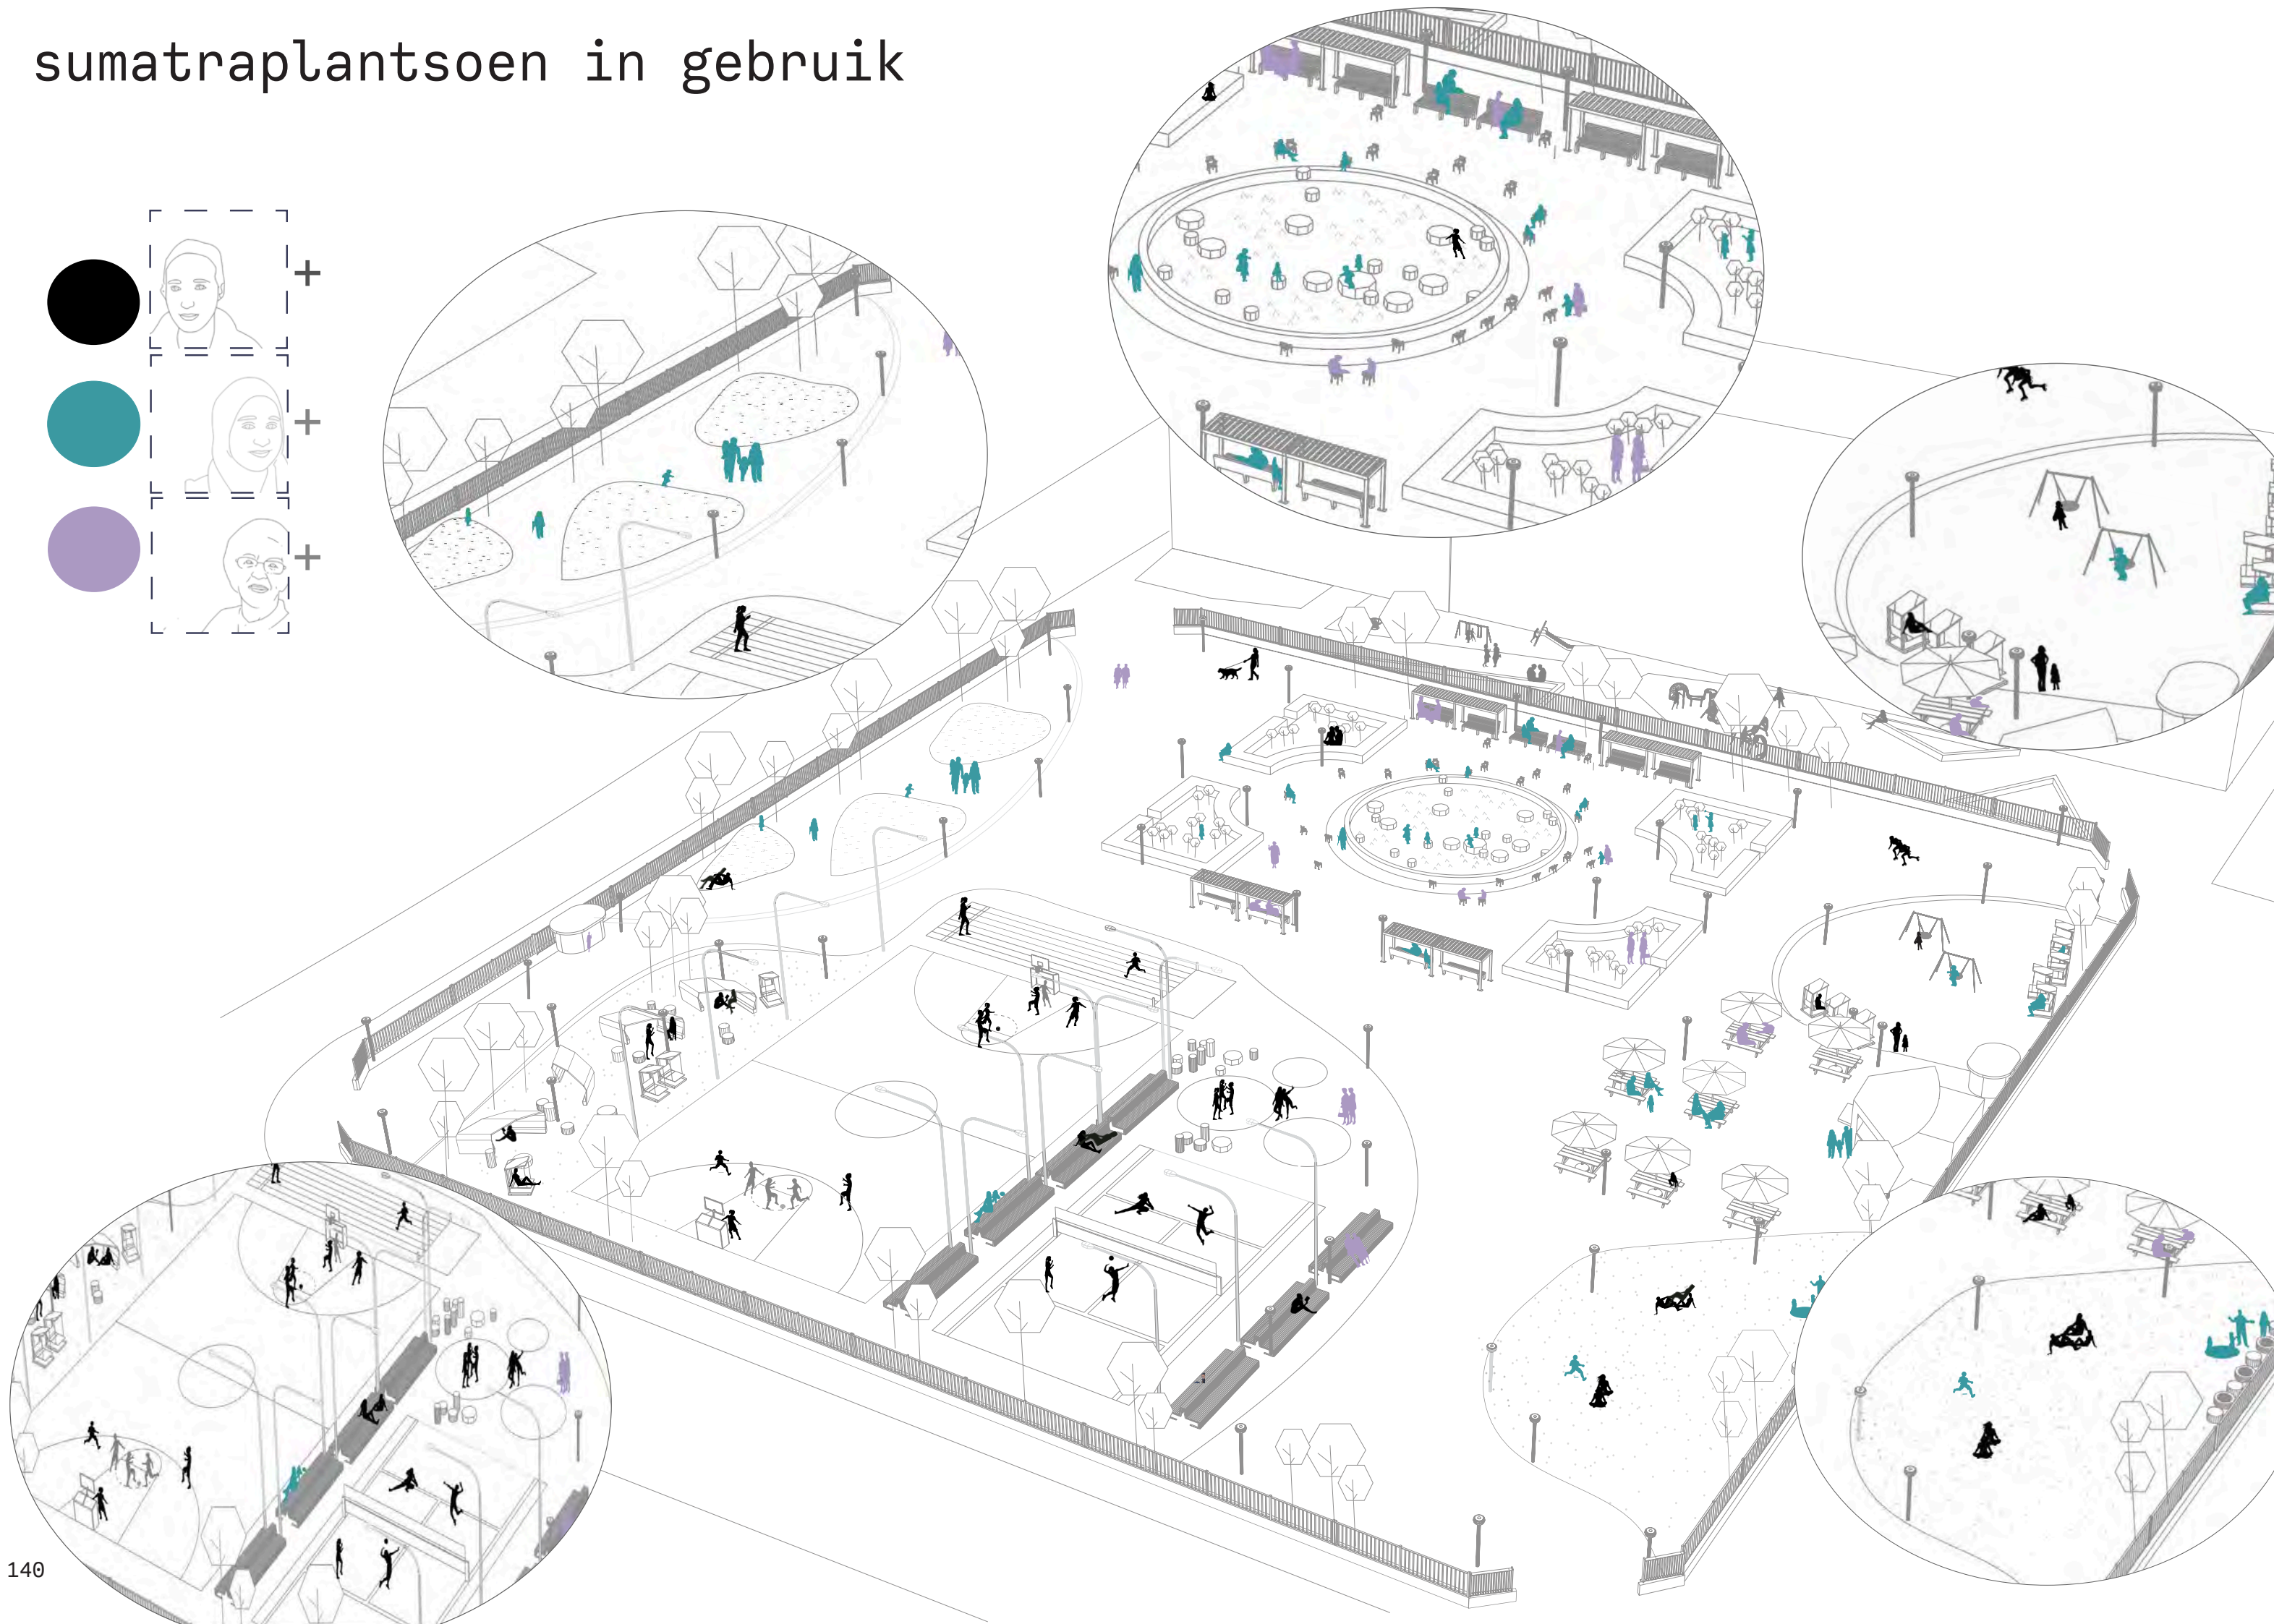 sumatraplantsoen in gebruik
+
+
+
140